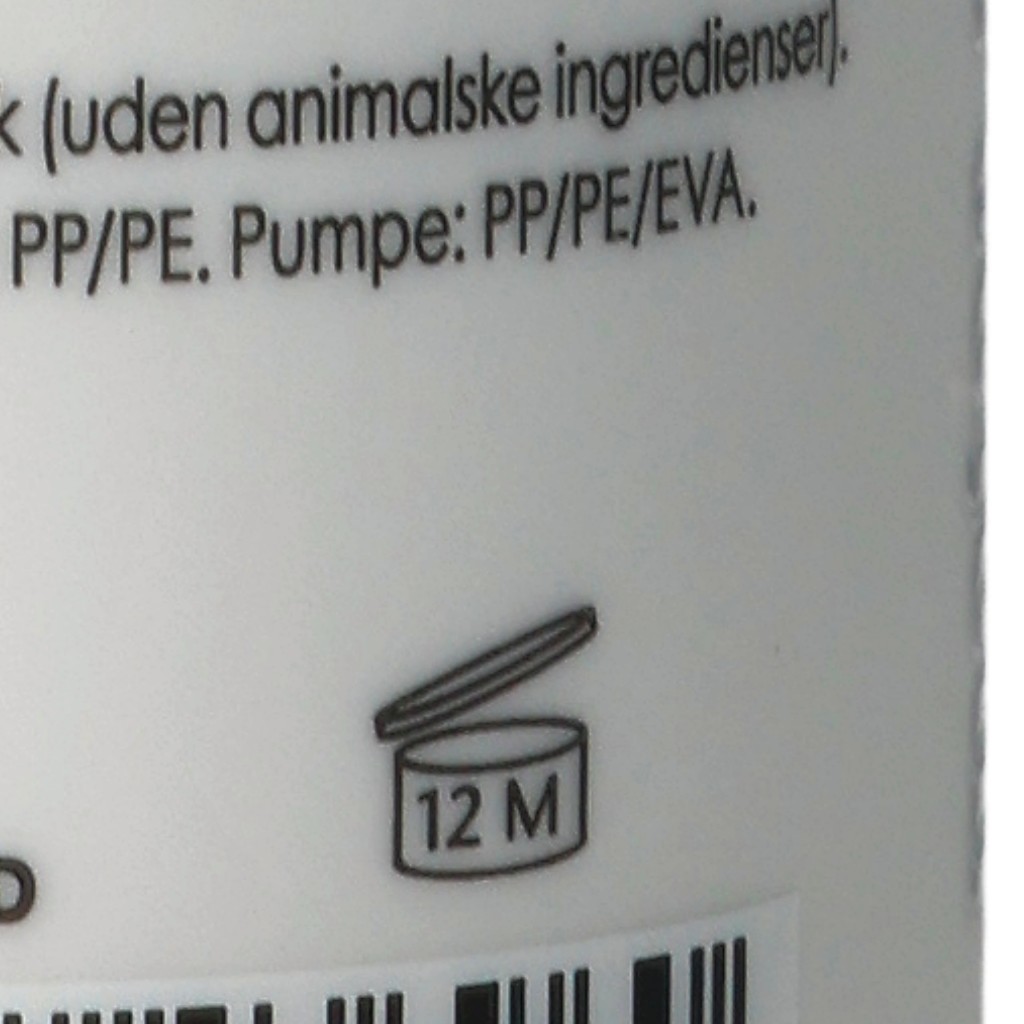 (uden animalske ingredienser).
PP/PE. Pumpe: PP/PE/EVA.
12 M